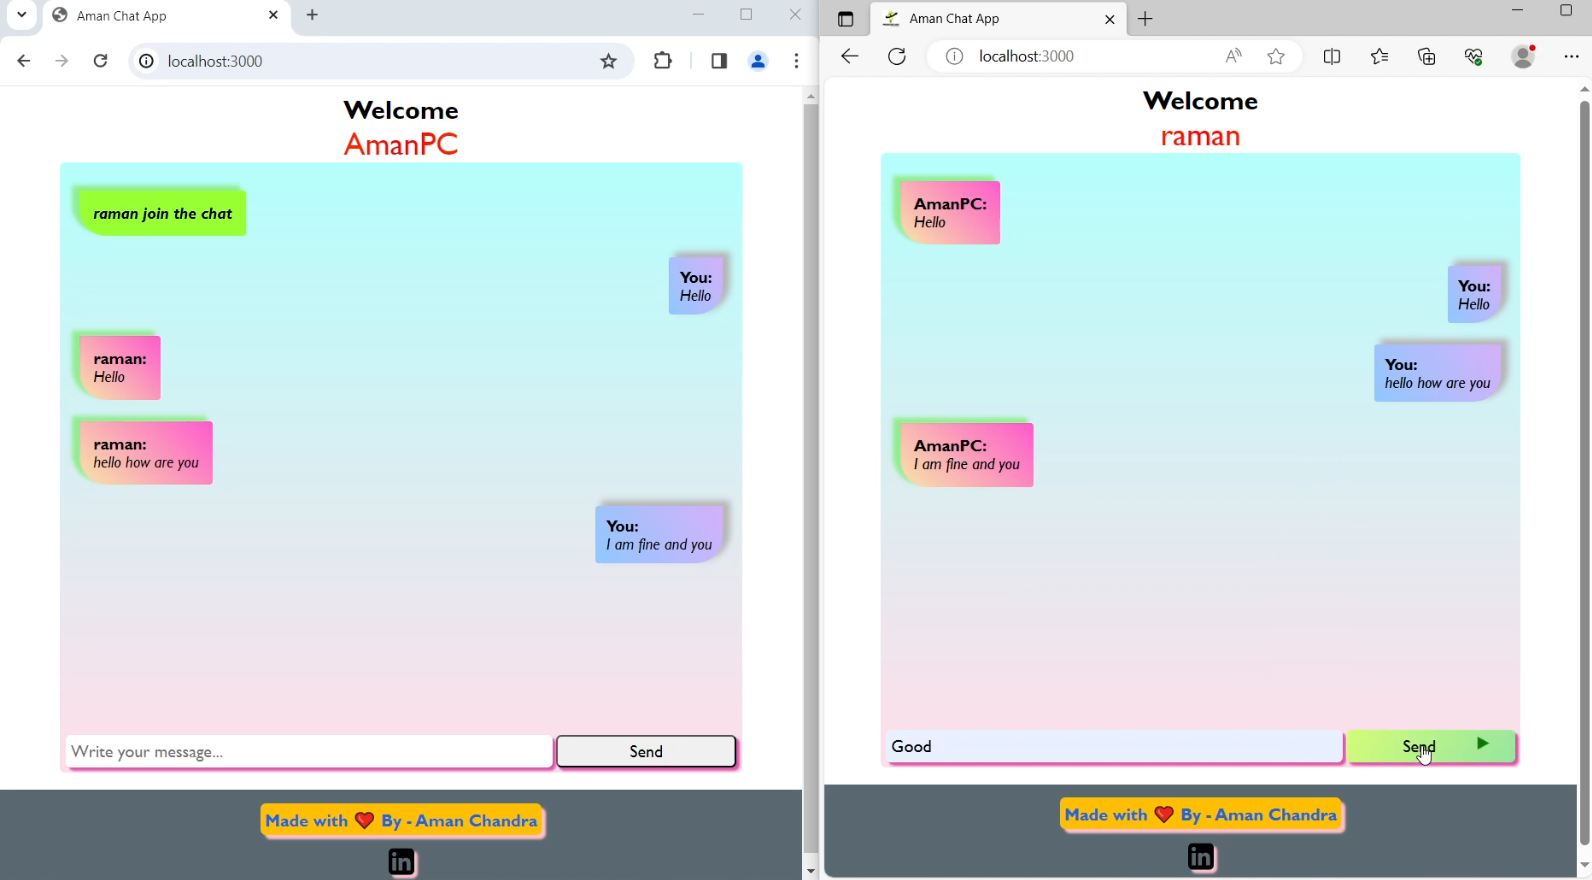 Aman Chat App
localhost:3000
Welcome
AmanPC
raman join the chat
You:
Hello
raman:
Hello
raman:
hello how are you
You:
I am fine and you
Write your message...
Send
Made with ❤️ By - Aman Chandra
in
Aman Chat App
localhost:3000
Welcome
raman
AmanPC:
Hello
You:
Hello
You:
hello how are you
AmanPC:
I am fine and you
Good
Send
Made with ❤️ By - Aman Chandra
in